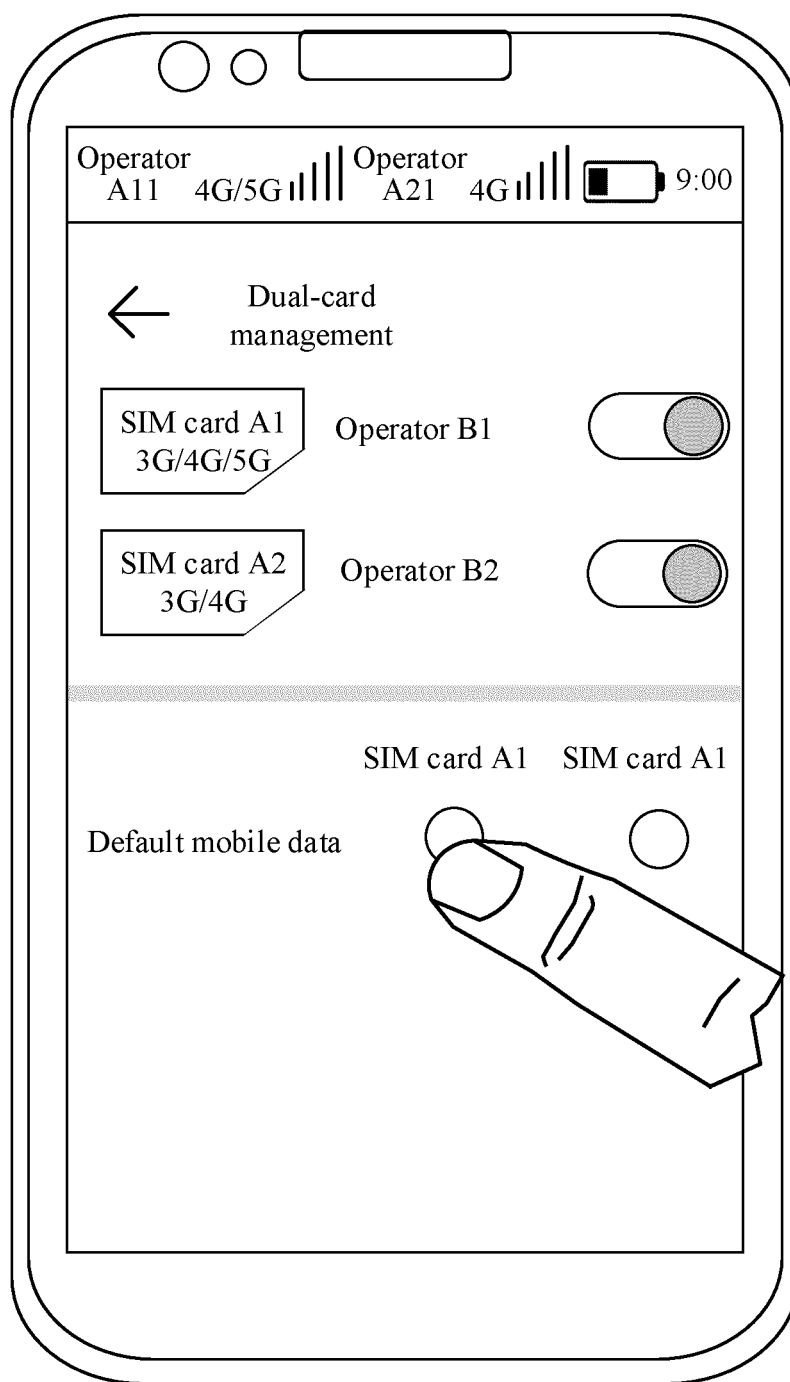 Operator
A11 4G/5G
Operator
A21 4G
9:00
Dual-card
management
SIM card A1
3G/4G/5G
Operator B1
SIM card A2
3G/4G
Operator B2
SIM card A1 SIM card A1
Default mobile data